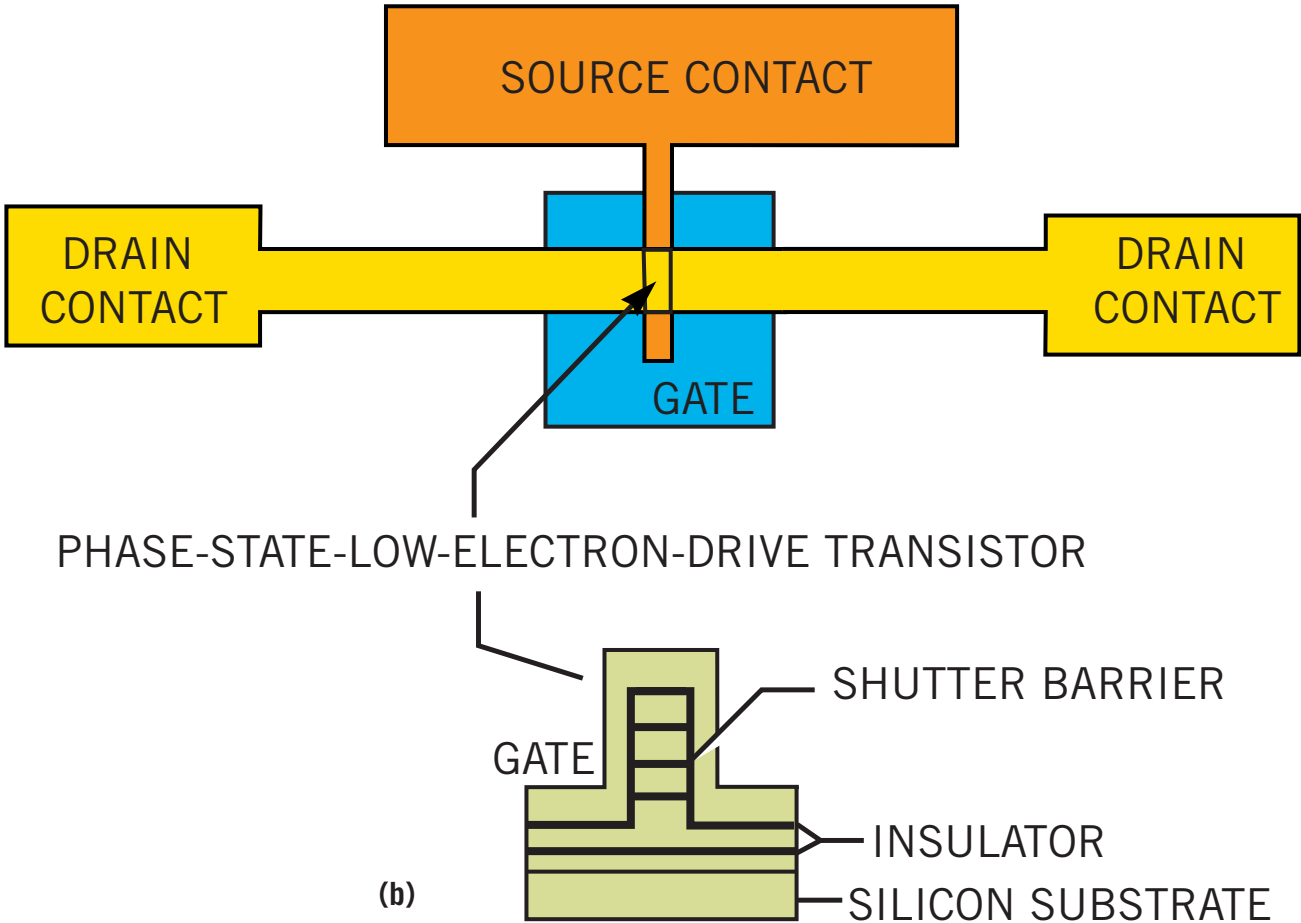 SOURCE CONTACT
DRAIN
CONTACT
DRAIN
CONTACT
GATE
PHASE-STATE-LOW-ELECTRON-DRIVE TRANSISTOR
SHUTTER BARRIER
GATE
INSULATOR
(b)
SILICON SUBSTRATE